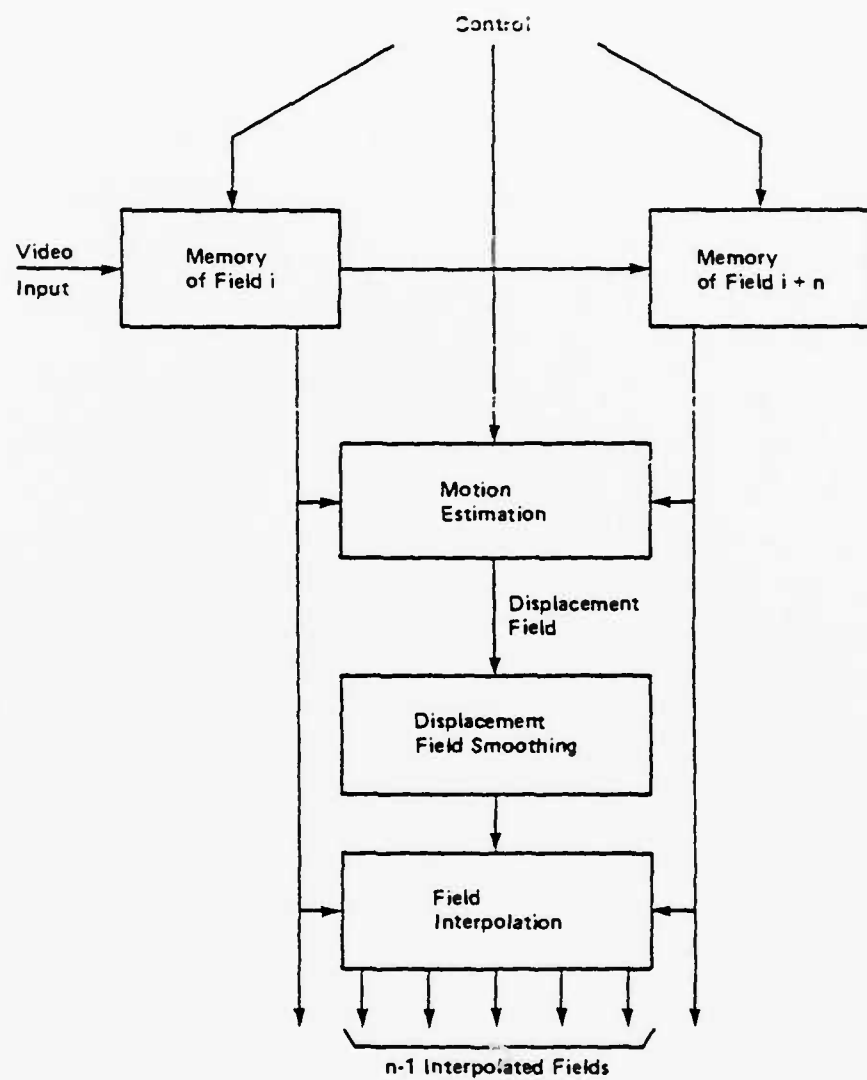 Control
Video
Input
Memory
of Field i
Memory
of Field i + n
Motion
Estimation
Displacement
Field
Displacement
Field Smoothing
Field
Interpolation
n-1 Interpolated Fields